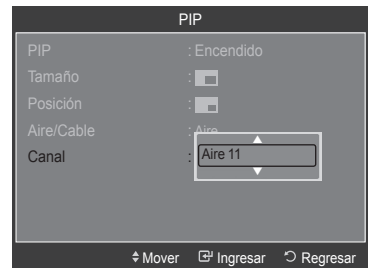 PIP
PIP : Encendido
Tamaño :
Posición :
Aire/Cable : Aire
Canal : Aire 11
Mover Ingresar Regresar